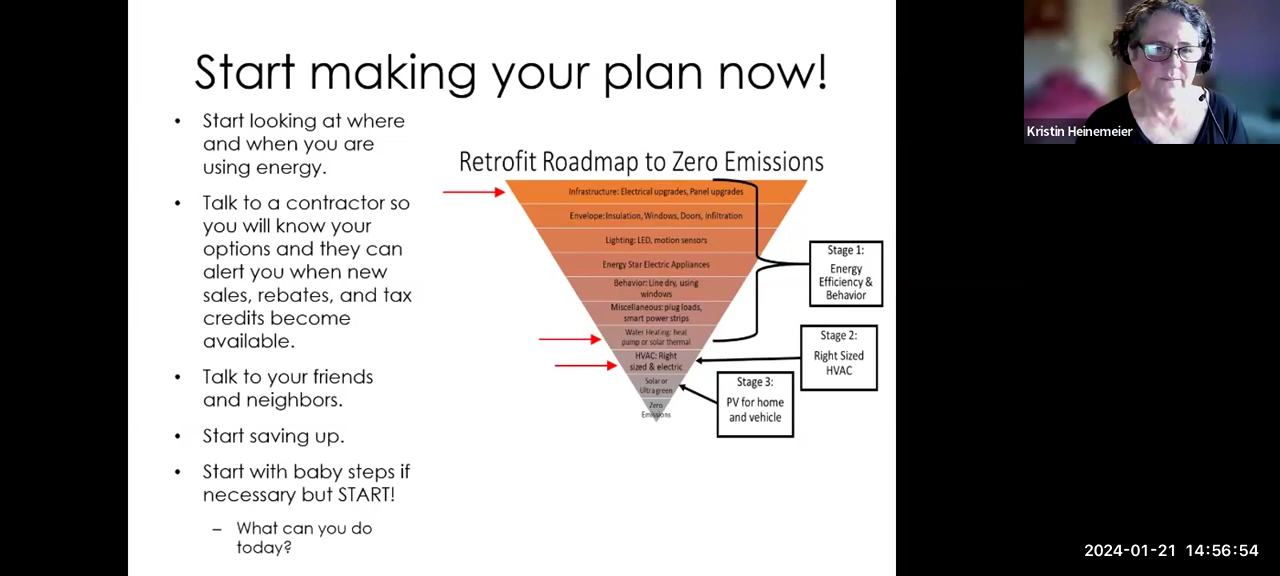 Start making your plan now!
• Start looking at where
and when you are
using energy.
• Talk to a contractor so
you will know your
options and they can
alert you when new
sales, rebates, and tax
credits become
available.
• Talk to your friends
and neighbors.
• Start saving up.
• Start with baby steps if
necessary but START!
– What can you do
today?
Retrofit Roadmap to Zero Emissions
Infrastructure: Electrical upgrades, Panel upgrades
Envelope: Insulation, Windows, Doors, Infiltration
Lighting: LED, motion sensors
Energy Star Electric Appliances
Behavior: Line dry, using
windows
Miscellaneous: plug loads,
smart power strips
Water Heating: heat
pump or solar thermal
HVAC: Right
sized & electric
Solar or
Ultra green
Zero
Emissions
Stage 1:
Energy
Efficiency &
Behavior
Stage 2:
Right Sized
HVAC
Stage 3:
PV for home
and vehicle
Kristin Heinemeier
2024-01-21 14:56:54